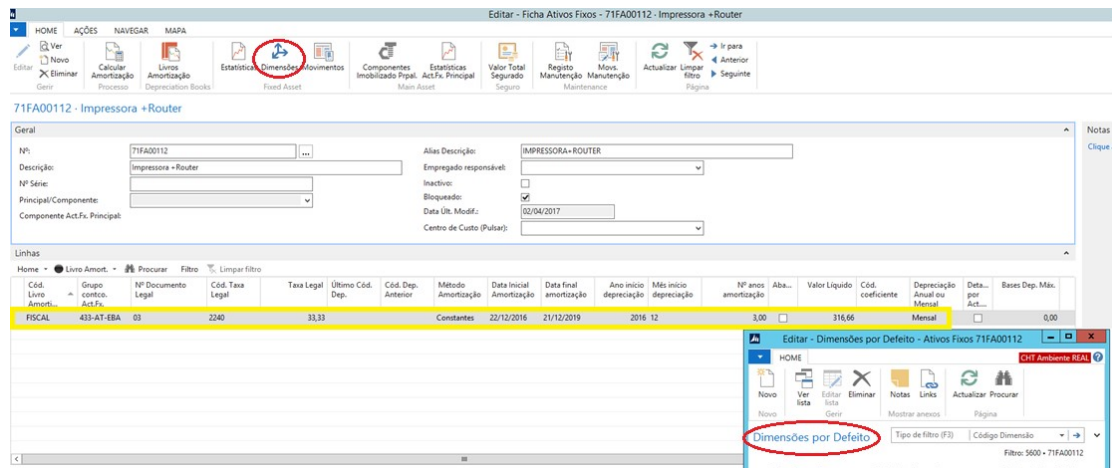 Editar - Ficha Ativos Fixos - 71FA00112 · Impressora +Router
HOME AÇÕES NAVEGAR MAPA
Editar
Ver
Novo
Eliminar
Gerir
Calcular Amortização
Processo
Livros Amortização
Depreciation Books
Estatísticas Dimensões Movimentos
Fixed Asset
Componentes Imobilizado Prpal. Estatísticas Act.Fx. Principal
Main Asset
Valor Total Segurado
Seguro
Registo Manutenção Movs. Manutenção
Maintenance
Actualizar Limpar filtro
Ir para
Anterior
Seguinte
Página
71FA00112 · Impressora +Router
Geral
Notas
Clique
Nº: 71FA00112 ... Alias Descrição: IMPRESSORA+ROUTER
Descrição: Impressora +Router Empregado responsável:
Nº Série: Inactivo:
Principal/Componente: Bloqueado:
Componente Act.Fx. Principal: Data Últ. Modif.: 02/04/2017
Centro de Custo (Pulsar):
Linhas
Home Livro Amort. Procurar Filtro Limpar filtro
Cód. Livro Amorti... Grupo contco. Act.Fx. Nº Documento Legal Cód. Taxa Legal Taxa Legal Último Cód. Dep. Cód. Dep. Anterior Método Amortização Data Inicial Amortização Data final amortização Ano início depreciação Mês início depreciação Nº anos amortização Aba... Valor Líquido Cód. coeficiente Depreciação Anual ou Mensal Deta... por Act.... Bases Dep. Máx.
FISCAL 433-AT-EBA 03 2240 33,33 Constantes 22/12/2016 21/12/2019 2016 12 3,00 316,66 Mensal 0,00
Editar - Dimensões por Defeito - Ativos Fixos 71FA00112
HOME CHT Ambiente REAL
Novo Ver lista Editar lista Eliminar Notas Links Actualizar Procurar
Novo Gerir Mostrar anexos Página
Dimensões por Defeito Tipo de filtro (F3) Código Dimensão
Filtro: 5600 • 71FA00112